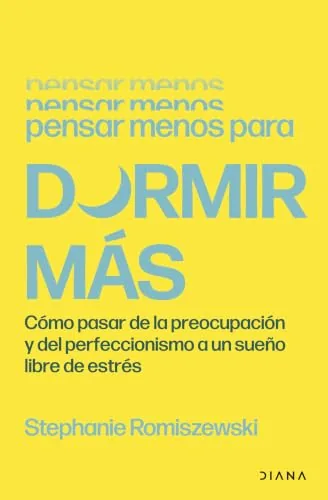 pensar menos
pensar menos
pensar menos para
DORMIR
MÁS
Cómo pasar de la preocupación
y del perfeccionismo a un sueño
libre de estrés
Stephanie Romiszewski
DIANA